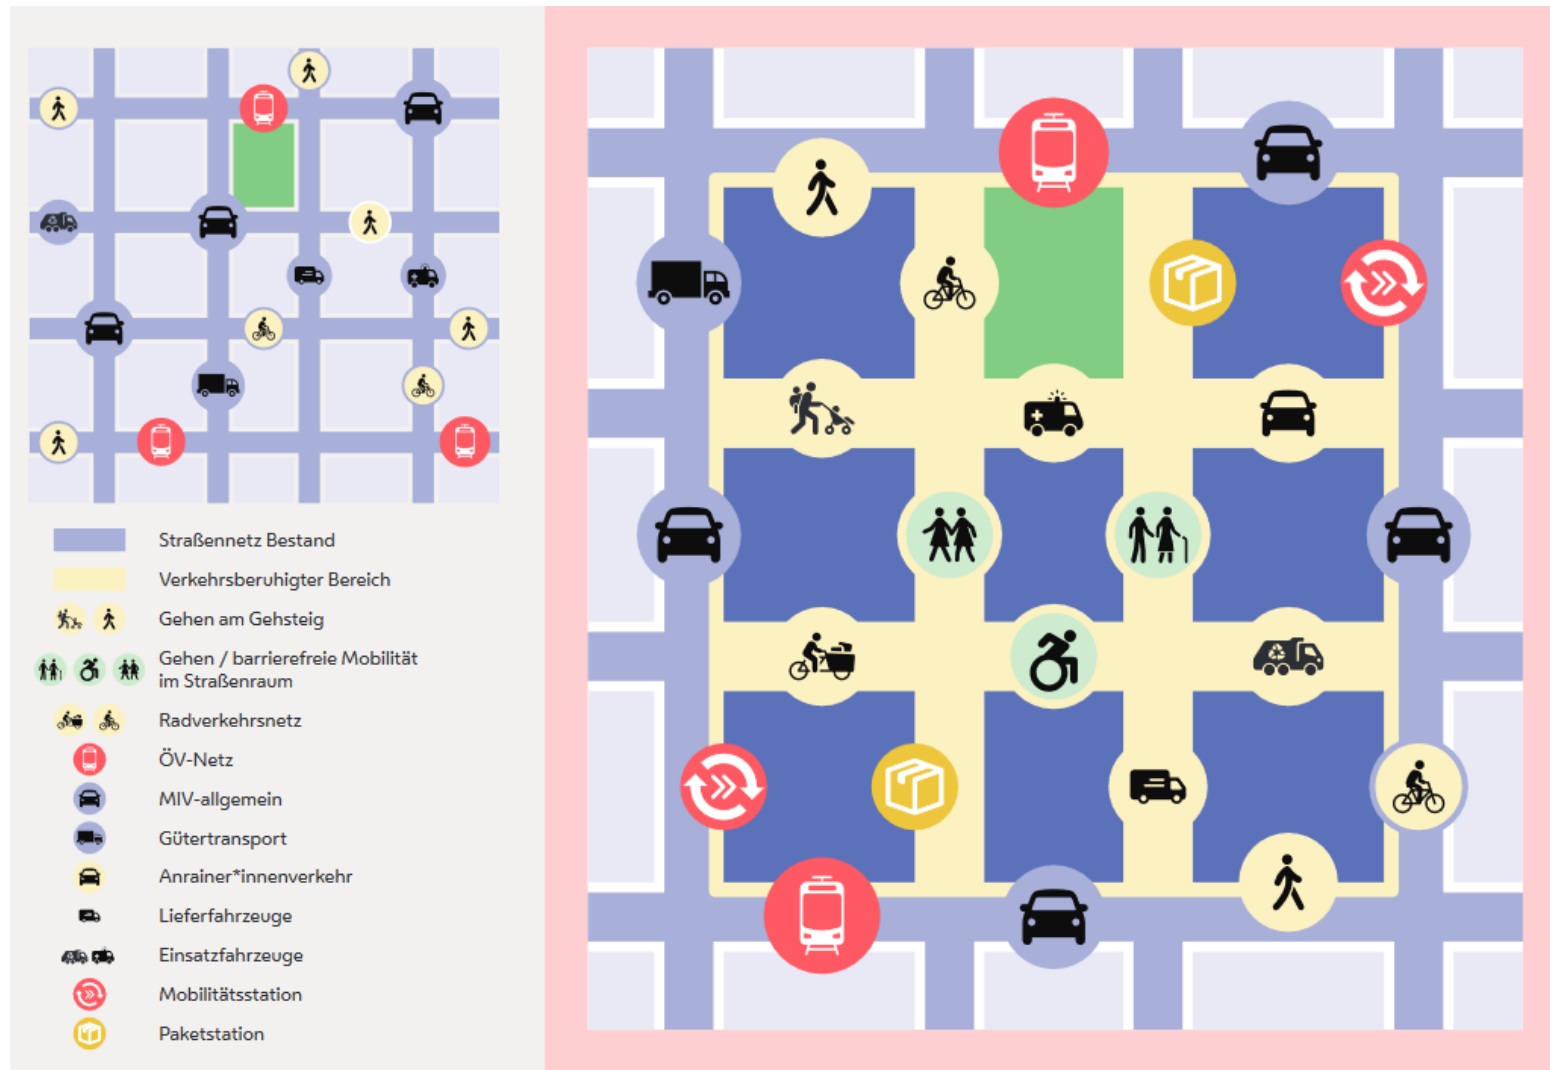 Straßennetz Bestand
Verkehrsberuhigter Bereich
Gehen am Gehsteig
Gehen / barrierefreie Mobilität
im Straßenraum
Radverkehrsnetz
ÖV-Netz
MIV-allgemein
Gütertransport
Anrainer*innenverkehr
Lieferfahrzeuge
Einsatzfahrzeuge
Mobilitätsstation
Paketstation